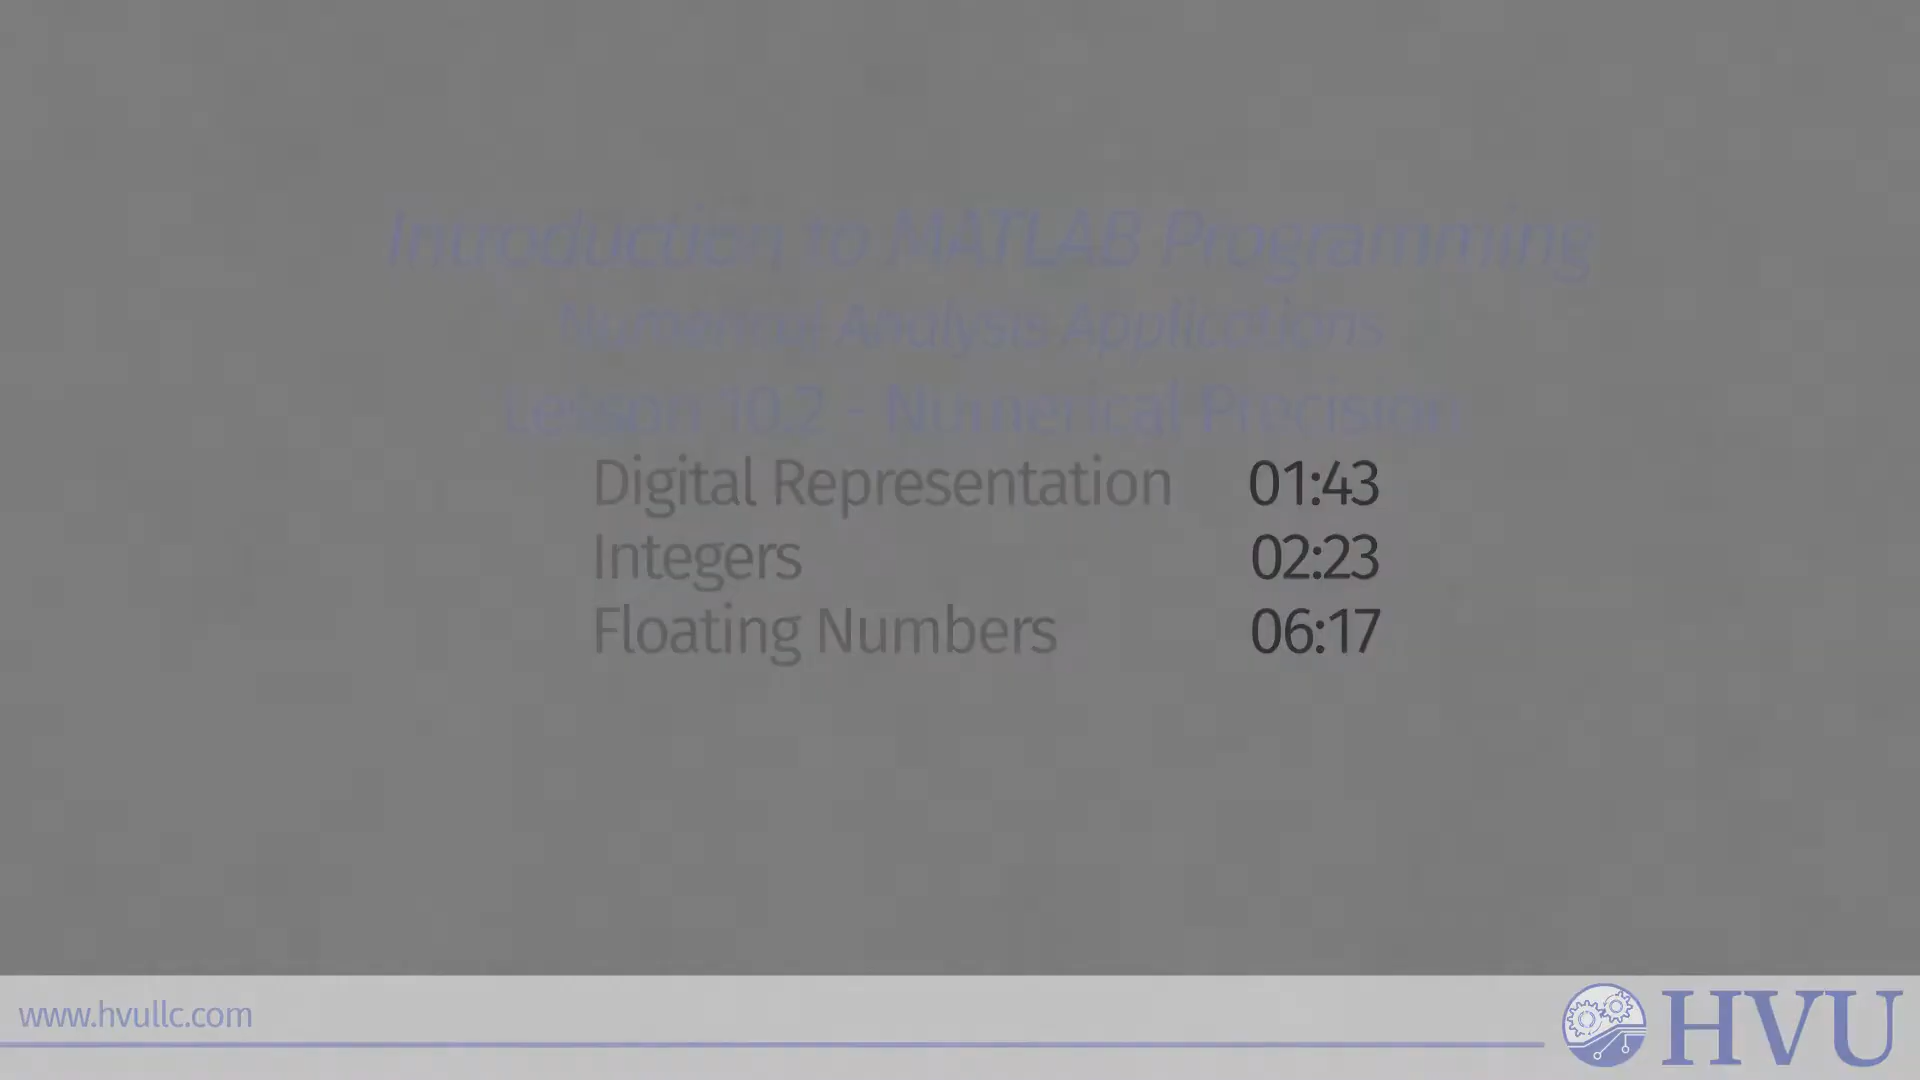 Introduction to MATLAB Programming
Numerical Analysis Applications
Lesson 10.2 - Numerical Precision
Digital Representation 01:43
Integers 02:23
Floating Numbers 06:17
www.hvullc.com
HVU